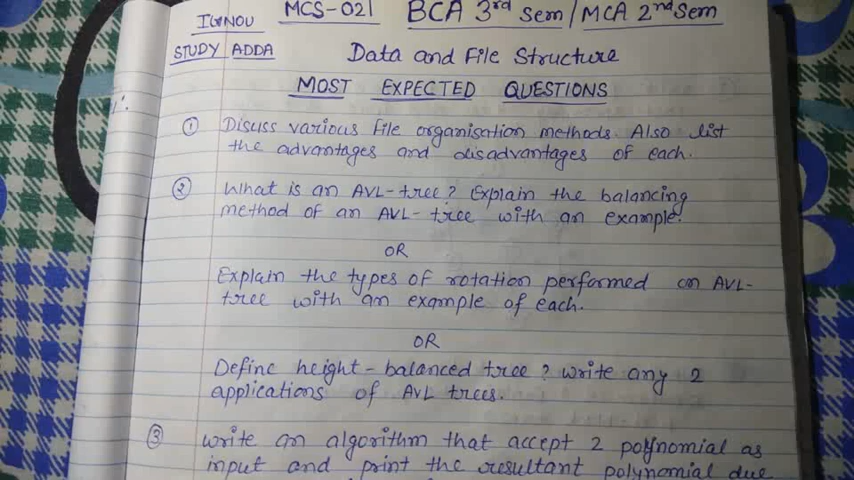 IGNOU
STUDY ADDA
MCS-021
BCA 3rd Sem / MCA 2nd Sem
Data and File Structure
MOST EXPECTED QUESTIONS
① Disuss various File organisation methods. Also list
the advantages and disadvantages of each.
② What is an AVL-tree? Explain the balancing
method of an AVL-tree with an example.
OR
Explain the types of rotation performed on AVL-
tree with an example of each.
OR
Define height-balanced tree? Write any 2
applications of AVL trees.
③ Write an algorithm that accept 2 polynomial as
input and print the resultant polynomial due